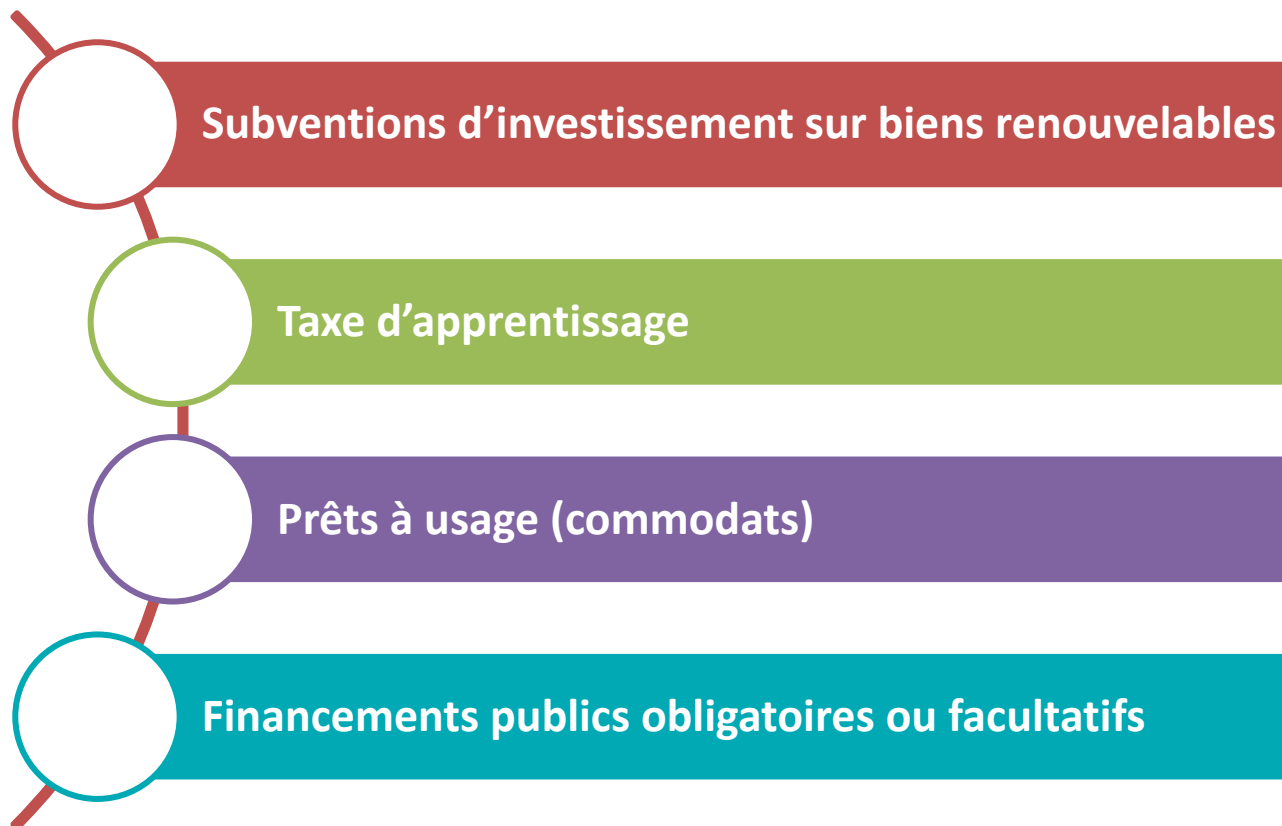 Subventions d’investissement sur biens renouvelables
Taxe d’apprentissage
Prêts à usage (commodats)
Financements publics obligatoires ou facultatifs